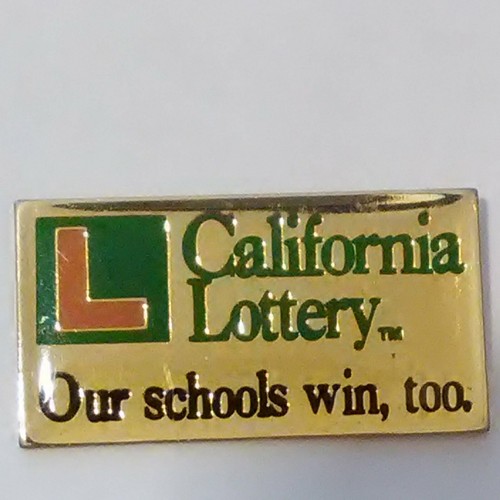 L
California
Lottery™
Our schools win, too.